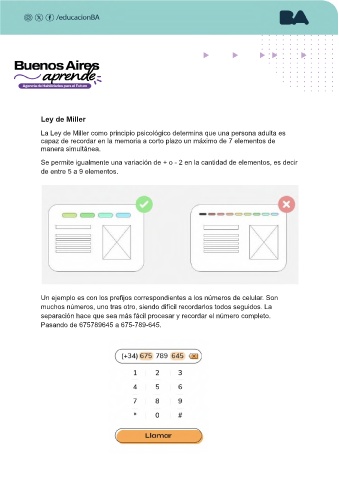 /educacionBA
BA
Buenos Aires
aprende
Agencia de Habilidades para el Futuro
Ley de Miller
La Ley de Miller como principio psicológico determina que una persona adulta es
capaz de recordar en la memoria a corto plazo un máximo de 7 elementos de
manera simultánea.
Se permite igualmente una variación de + o - 2 en la cantidad de elementos, es decir
de entre 5 a 9 elementos.
Un ejemplo es con los prefijos correspondientes a los números de celular. Son
muchos números, uno tras otro, siendo difícil recordarlos todos seguidos. La
separación hace que sea más fácil procesar y recordar el número completo.
Pasando de 675789645 a 675-789-645.
(+34) 675 789 645
1 2 3
4 5 6
7 8 9
* 0 #
Llamar